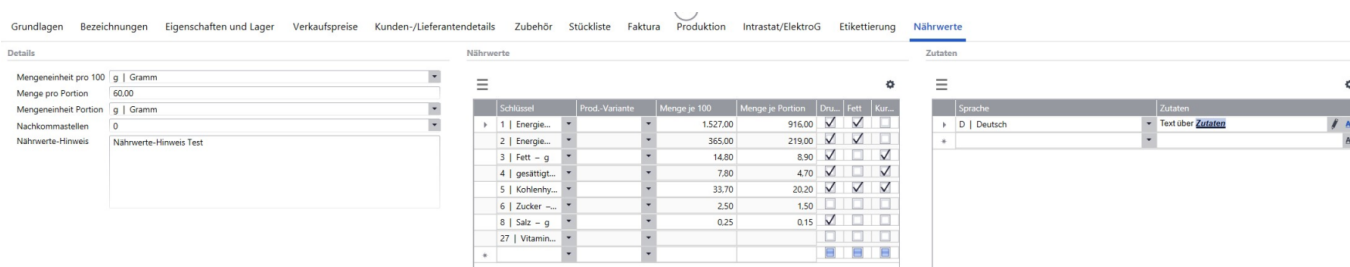 Grundlagen Bezeichnungen Eigenschaften und Lager Verkaufspreise Kunden-/Lieferantendetails Zubehör Stückliste Faktura Produktion Intrastat/ElektroG Etikettierung Nährwerte
Details
Mengeneinheit pro 100 g | Gramm
Menge pro Portion 60,00
Mengeneinheit Portion g | Gramm
Nachkommastellen 0
Nährwerte-Hinweis Nährwerte-Hinweis Test
Nährwerte
Schlüssel Prod.-Variante Menge je 100 Menge je Portion Dru... Fett Kur...
1 | Energie... 1.527,00 916,00
2 | Energie... 365,00 219,00
3 | Fett – g 14,80 8,90
4 | gesättigt... 7,80 4,70
5 | Kohlenhy... 33,70 20,20
6 | Zucker –... 2,50 1,50
8 | Salz – g 0,25 0,15
27 | Vitamin...
Zutaten
Sprache Zutaten
D | Deutsch Text über Zutaten